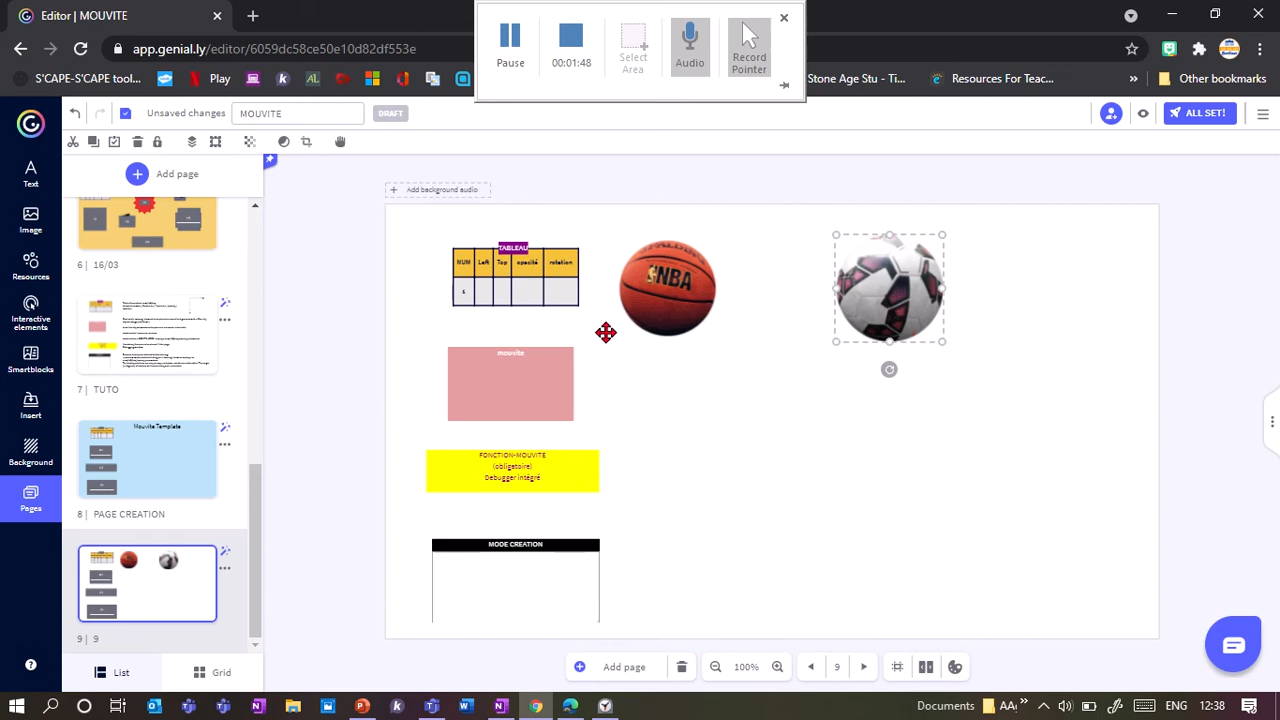 Editor | MOUVITE
app.genial.ly/editor/6059dc58ce50e10d82df553e
Pause
00:01:48
Select
Area
Audio
Record
Pointer
PE-S'CAPE tool cr...
Play
K
AL
Stone Age Stu - Ti...
Resources For Teac...
Other bookmarks
Unsaved changes
MOUVITE
DRAFT
ALL SET!
Text
Image
Resources
Interactive
elements
Smartblocks
Insert
Background
Pages
Add page
6 | 16/03
7 | TUTO
Mouvite Template
8 | PAGE CREATION
9 | 9
List
Grid
Add background audio
TABLEAU
NUM Left Top opacité rotation
1
SPALDING
NBA
mouvite
FONCTION-MOUVITE
(obligatoire)
Debugger intégré
MODE CREATION
Add page
100%
9
Documents
12:38